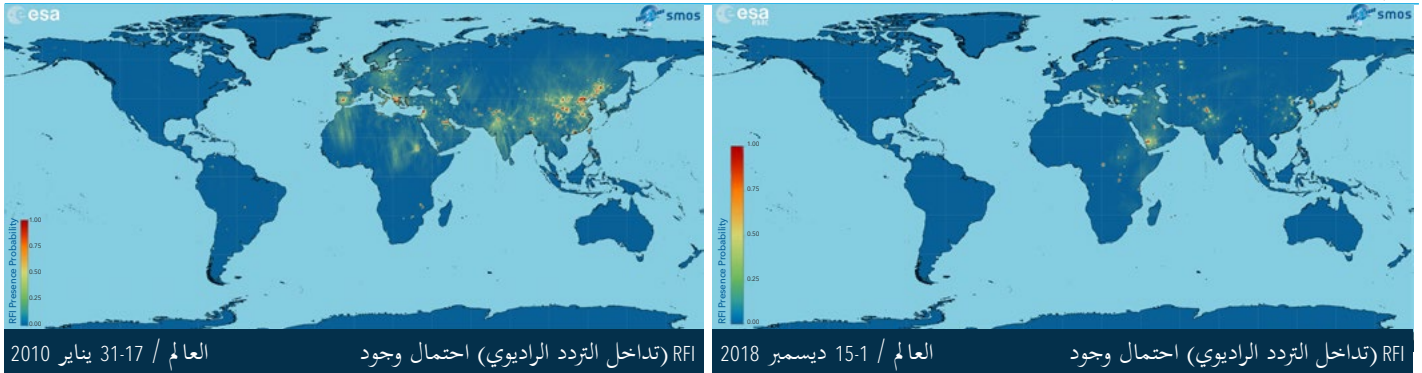 esa
smos
RFI Presence Probability
1.00
0.75
0.50
0.25
0.00
RFI (تداخل التردد الراديوي) احتمال وجود
العالم / 17-31 يناير 2010
esa
smos
RFI Presence Probability
1.00
0.75
0.50
0.25
0.00
RFI (تداخل التردد الراديوي) احتمال وجود
العالم / 1-15 ديسمبر 2018